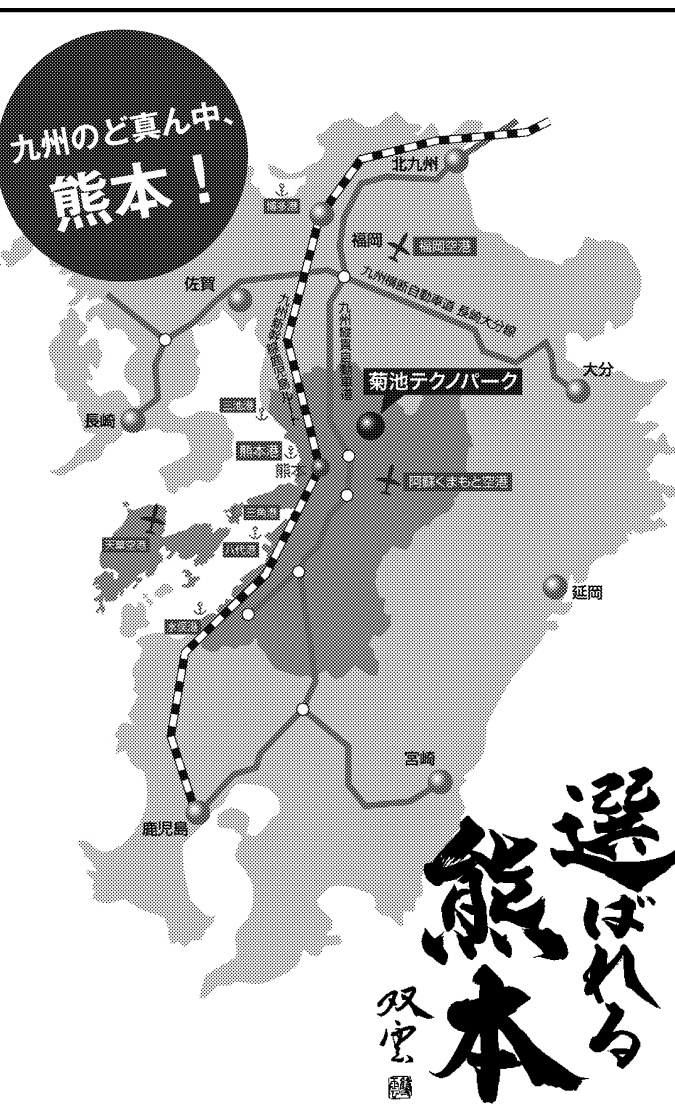 九州のど真ん中、
熊本！
北九州
博多港
福岡
福岡空港
佐賀
九州横断自動車道 長崎大分線
九州新幹線鹿児島ルート
九州縦貫自動車道
大分
菊池テクノパーク
三池港
長崎
熊本港
熊本
阿蘇くまもと空港
三角港
天草空港
八代港
延岡
水俣港
宮崎
鹿児島
選ばれる
熊本
双雲